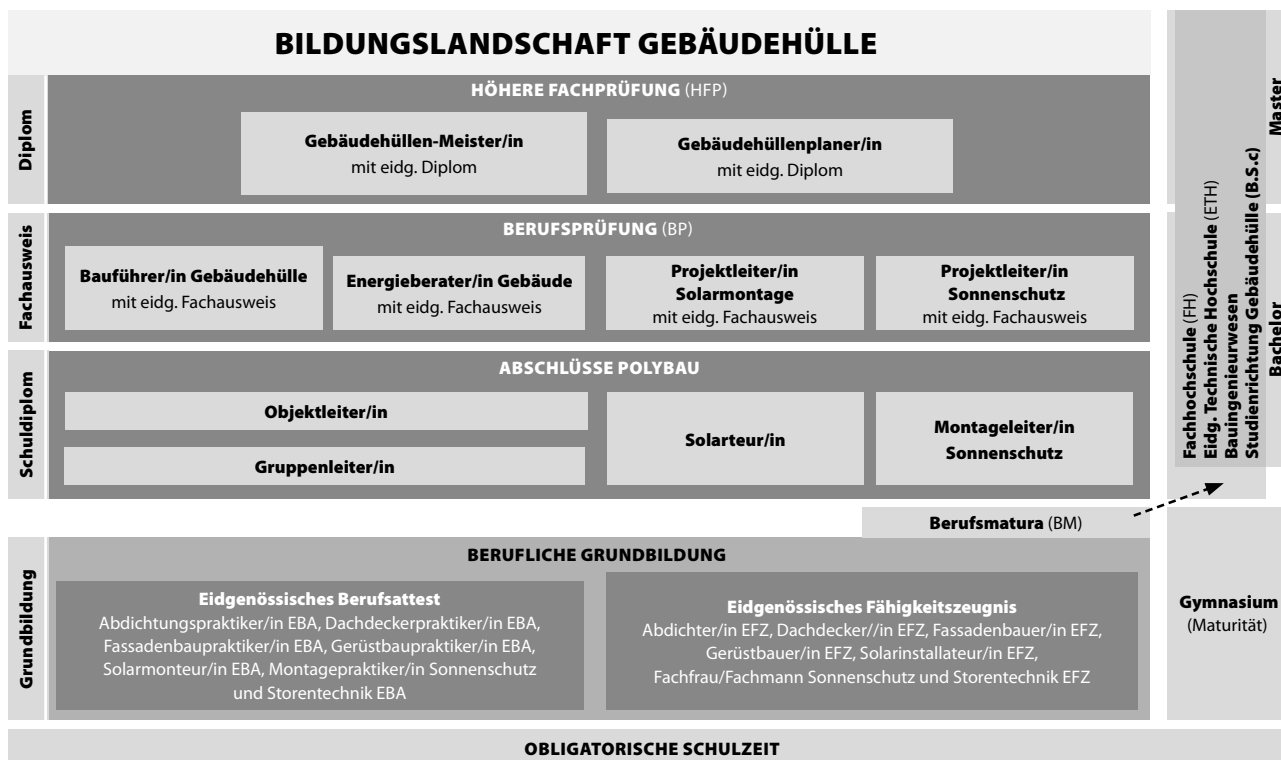 BILDUNGSLANDSCHAFT GEBÄUDEHÜLLE
Diplom
HÖHERE FACHPRÜFUNG (HFP)
Gebäudehüllen-Meister/in
mit eidg. Diplom
Gebäudehüllenplaner/in
mit eidg. Diplom
Fachausweis
BERUFSPRÜFUNG (BP)
Bauführer/in Gebäudehülle
mit eidg. Fachausweis
Energieberater/in Gebäude
mit eidg. Fachausweis
Projektleiter/in
Solarmontage
mit eidg. Fachausweis
Projektleiter/in
Sonnenschutz
mit eidg. Fachausweis
Schuldiplom
ABSCHLÜSSE POLYBAU
Objektleiter/in
Gruppenleiter/in
Solarteur/in
Montageleiter/in
Sonnenschutz
Berufsmatura (BM)
Grundbildung
BERUFLICHE GRUNDBILDUNG
Eidgenössisches Berufsattest
Abdichtungspraktiker/in EBA, Dachdeckerpraktiker/in EBA,
Fassadenbaupraktiker/in EBA, Gerüstbaupraktiker/in EBA,
Solarmonteur/in EBA, Montagepraktiker/in Sonnenschutz
und Storentechnik EBA
Eidgenössisches Fähigkeitszeugnis
Abdichter/in EFZ, Dachdecker//in EFZ, Fassadenbauer/in EFZ,
Gerüstbauer/in EFZ, Solarinstallateur/in EFZ,
Fachfrau/Fachmann Sonnenschutz und Storentechnik EFZ
Fachhochschule (FH)
Eidg. Technische Hochschule (ETH)
Bauingenieurwesen
Studienrichtung Gebäudehülle (B.S.c)
Master
Bachelor
Gymnasium
(Maturität)
OBLIGATORISCHE SCHULZEIT